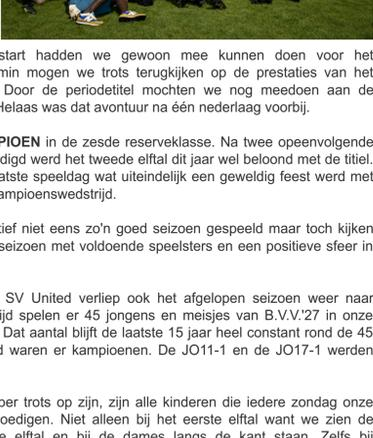 start hadden we gewoon mee kunnen doen voor het
min mogen we trots terugkijken op de prestaties van het
Door de periodetitel mochten we nog meedoen aan de
Helaas was dat avontuur na één nederlaag voorbij.
PIOEN in de zesde reserveklasse. Na twee opeenvolgende
digd werd het tweede elftal dit jaar wel beloond met de titiel.
atste speeldag wat uiteindelijk een geweldig feest werd met
ampioenswedstrijd.
tief niet eens zo'n goed seizoen gespeeld maar toch kijken
seizoen met voldoende speelsters en een positieve sfeer in
SV United verliep ook het afgelopen seizoen weer naar
ijd spelen er 45 jongens en meisjes van B.V.V.'27 in onze
Dat aantal blijft de laatste 15 jaar heel constant rond de 45
d waren er kampioenen. De JO11-1 en de JO17-1 werden
per trots op zijn, zijn alle kinderen die iedere zondag onze
oedigen. Niet alleen bij het eerste elftal want we zien de
e elftal en bij de dames langs de kant staan. Zelfs bij